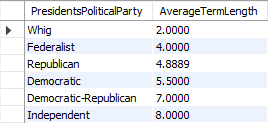 PresidentsPoliticalParty AverageTermLength
Whig 2.0000
Federalist 4.0000
Republican 4.8889
Democratic 5.5000
Democratic-Republican 7.0000
Independent 8.0000